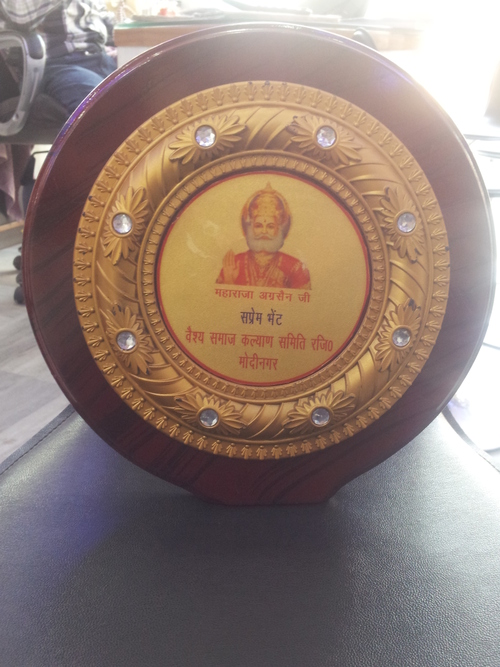 महाराजा अग्रसैन जी
सप्रेम भेंट
वैश्य समाज कल्याण समिति रजि0
मोदीनगर